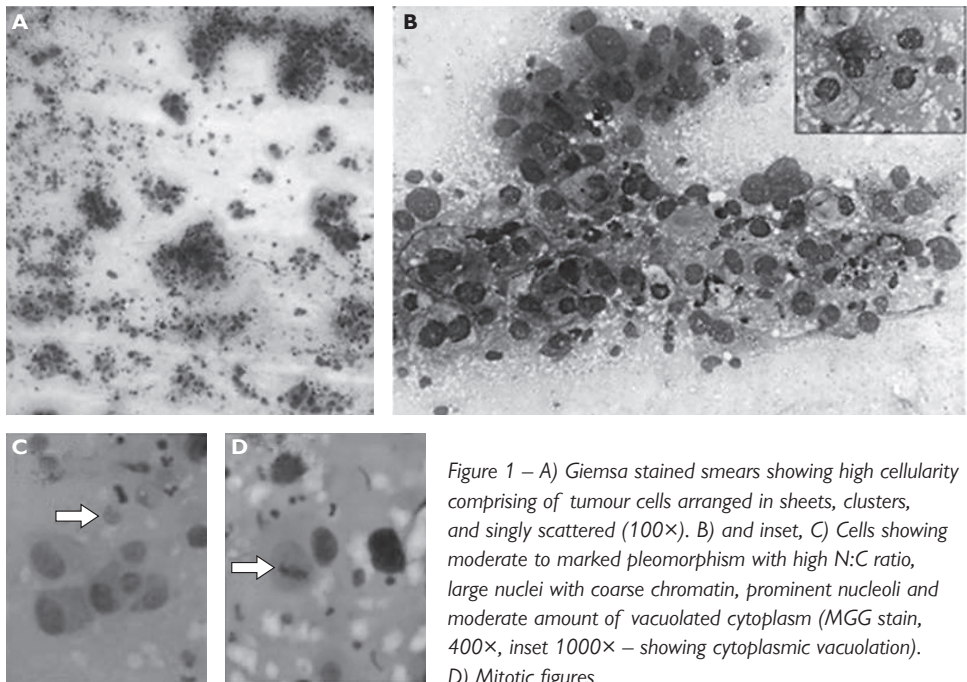 A
B
C
D
Figure 1 – A) Giemsa stained smears showing high cellularity
comprising of tumour cells arranged in sheets, clusters,
and singly scattered (100×). B) and inset, C) Cells showing
moderate to marked pleomorphism with high N:C ratio,
large nuclei with coarse chromatin, prominent nucleoli and
moderate amount of vacuolated cytoplasm (MGG stain,
400×, inset 1000× – showing cytoplasmic vacuolation).
D) Mitotic figures